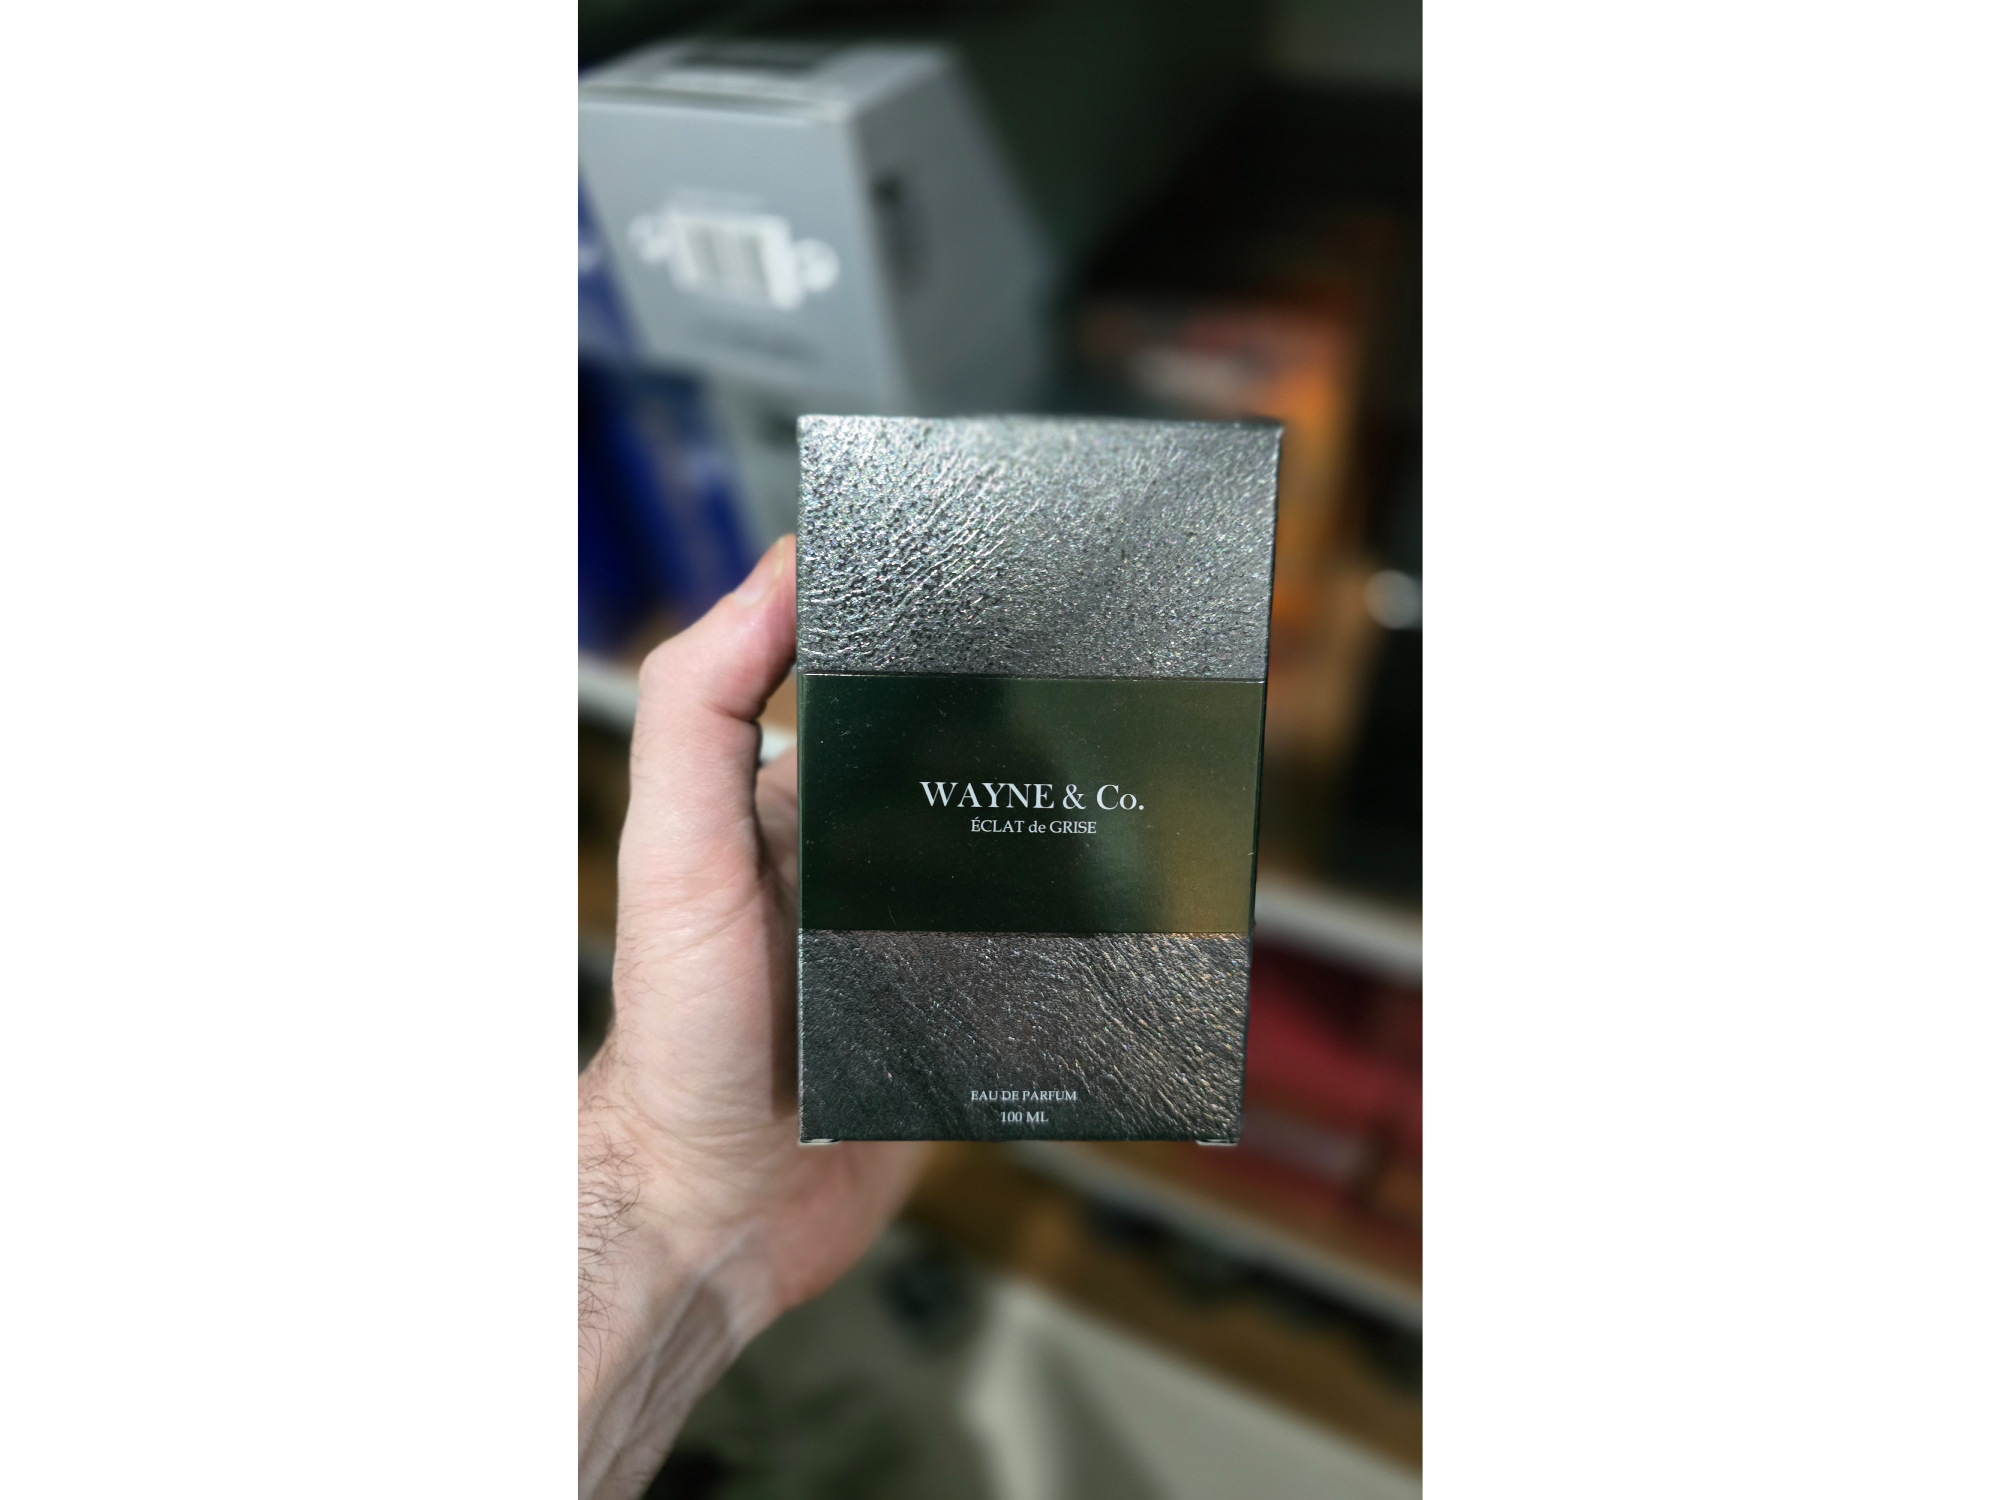 WAYNE & Co.
ÉCLAT de GRISE
EAU DE PARFUM
100 ML